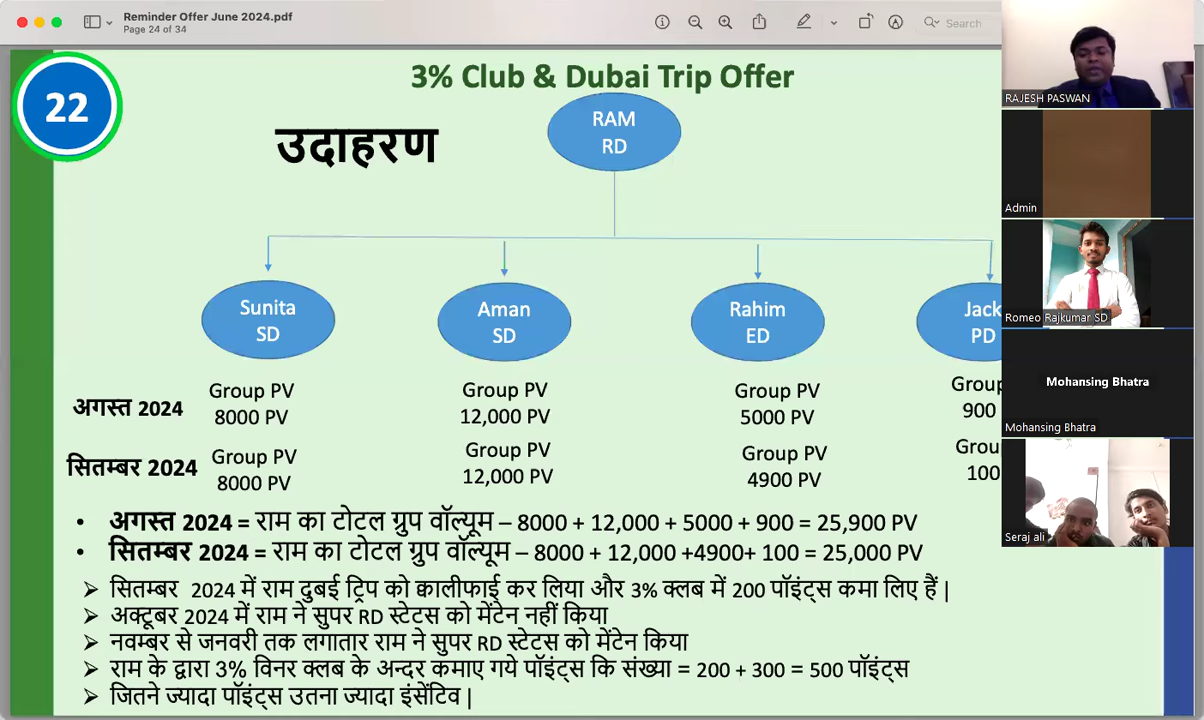 Reminder Offer June 2024.pdf
Page 24 of 34
Search
22
3% Club & Dubai Trip Offer
उदाहरण
RAM
RD
Sunita
SD
Aman
SD
Rahim
ED
Jack
PD
अगस्त 2024
Group PV
8000 PV
Group PV
12,000 PV
Group PV
5000 PV
Group
900
सितम्बर 2024
Group PV
8000 PV
Group PV
12,000 PV
Group PV
4900 PV
Grou
100
• अगस्त 2024 = राम का टोटल ग्रुप वॉल्यूम – 8000 + 12,000 + 5000 + 900 = 25,900 PV
• सितम्बर 2024 = राम का टोटल ग्रुप वॉल्यूम – 8000 + 12,000 +4900+ 100 = 25,000 PV
➢ सितम्बर 2024 में राम दुबई ट्रिप को क्वालीफाई कर लिया और 3% क्लब में 200 पॉइंट्स कमा लिए हैं |
➢ अक्टूबर 2024 में राम ने सुपर RD स्टेटस को मेंटेन नहीं किया
➢ नवम्बर से जनवरी तक लगातार राम ने सुपर RD स्टेटस को मेंटेन किया
➢ राम के द्वारा 3% विनर क्लब के अन्दर कमाए गये पॉइंट्स कि संख्या = 200 + 300 = 500 पॉइंट्स
➢ जितने ज्यादा पॉइंट्स उतना ज्यादा इंसेंटिव |
RAJESH PASWAN
Admin
Romeo Rajkumar SD
Mohansing Bhatra
Mohansing Bhatra
Seraj ali